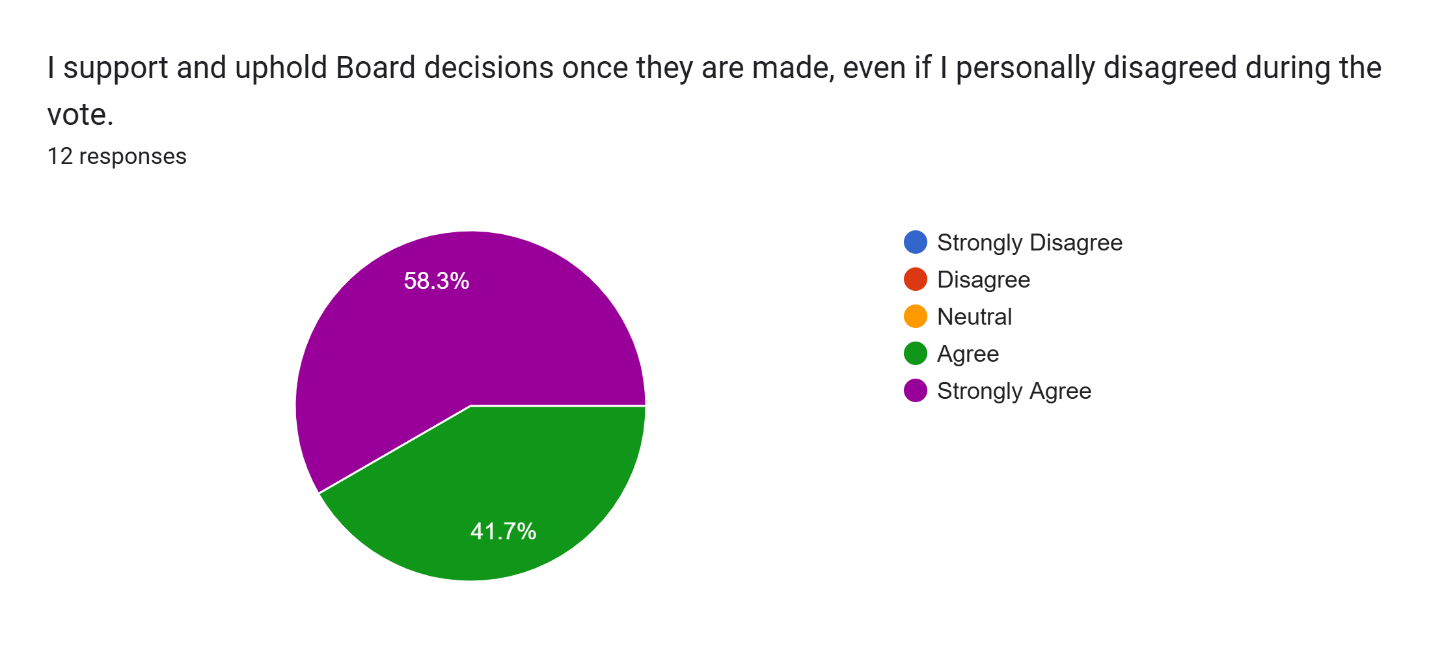 I support and uphold Board decisions once they are made, even if I personally disagreed during the
vote.
12 responses
58.3%
41.7%
Strongly Disagree
Disagree
Neutral
Agree
Strongly Agree